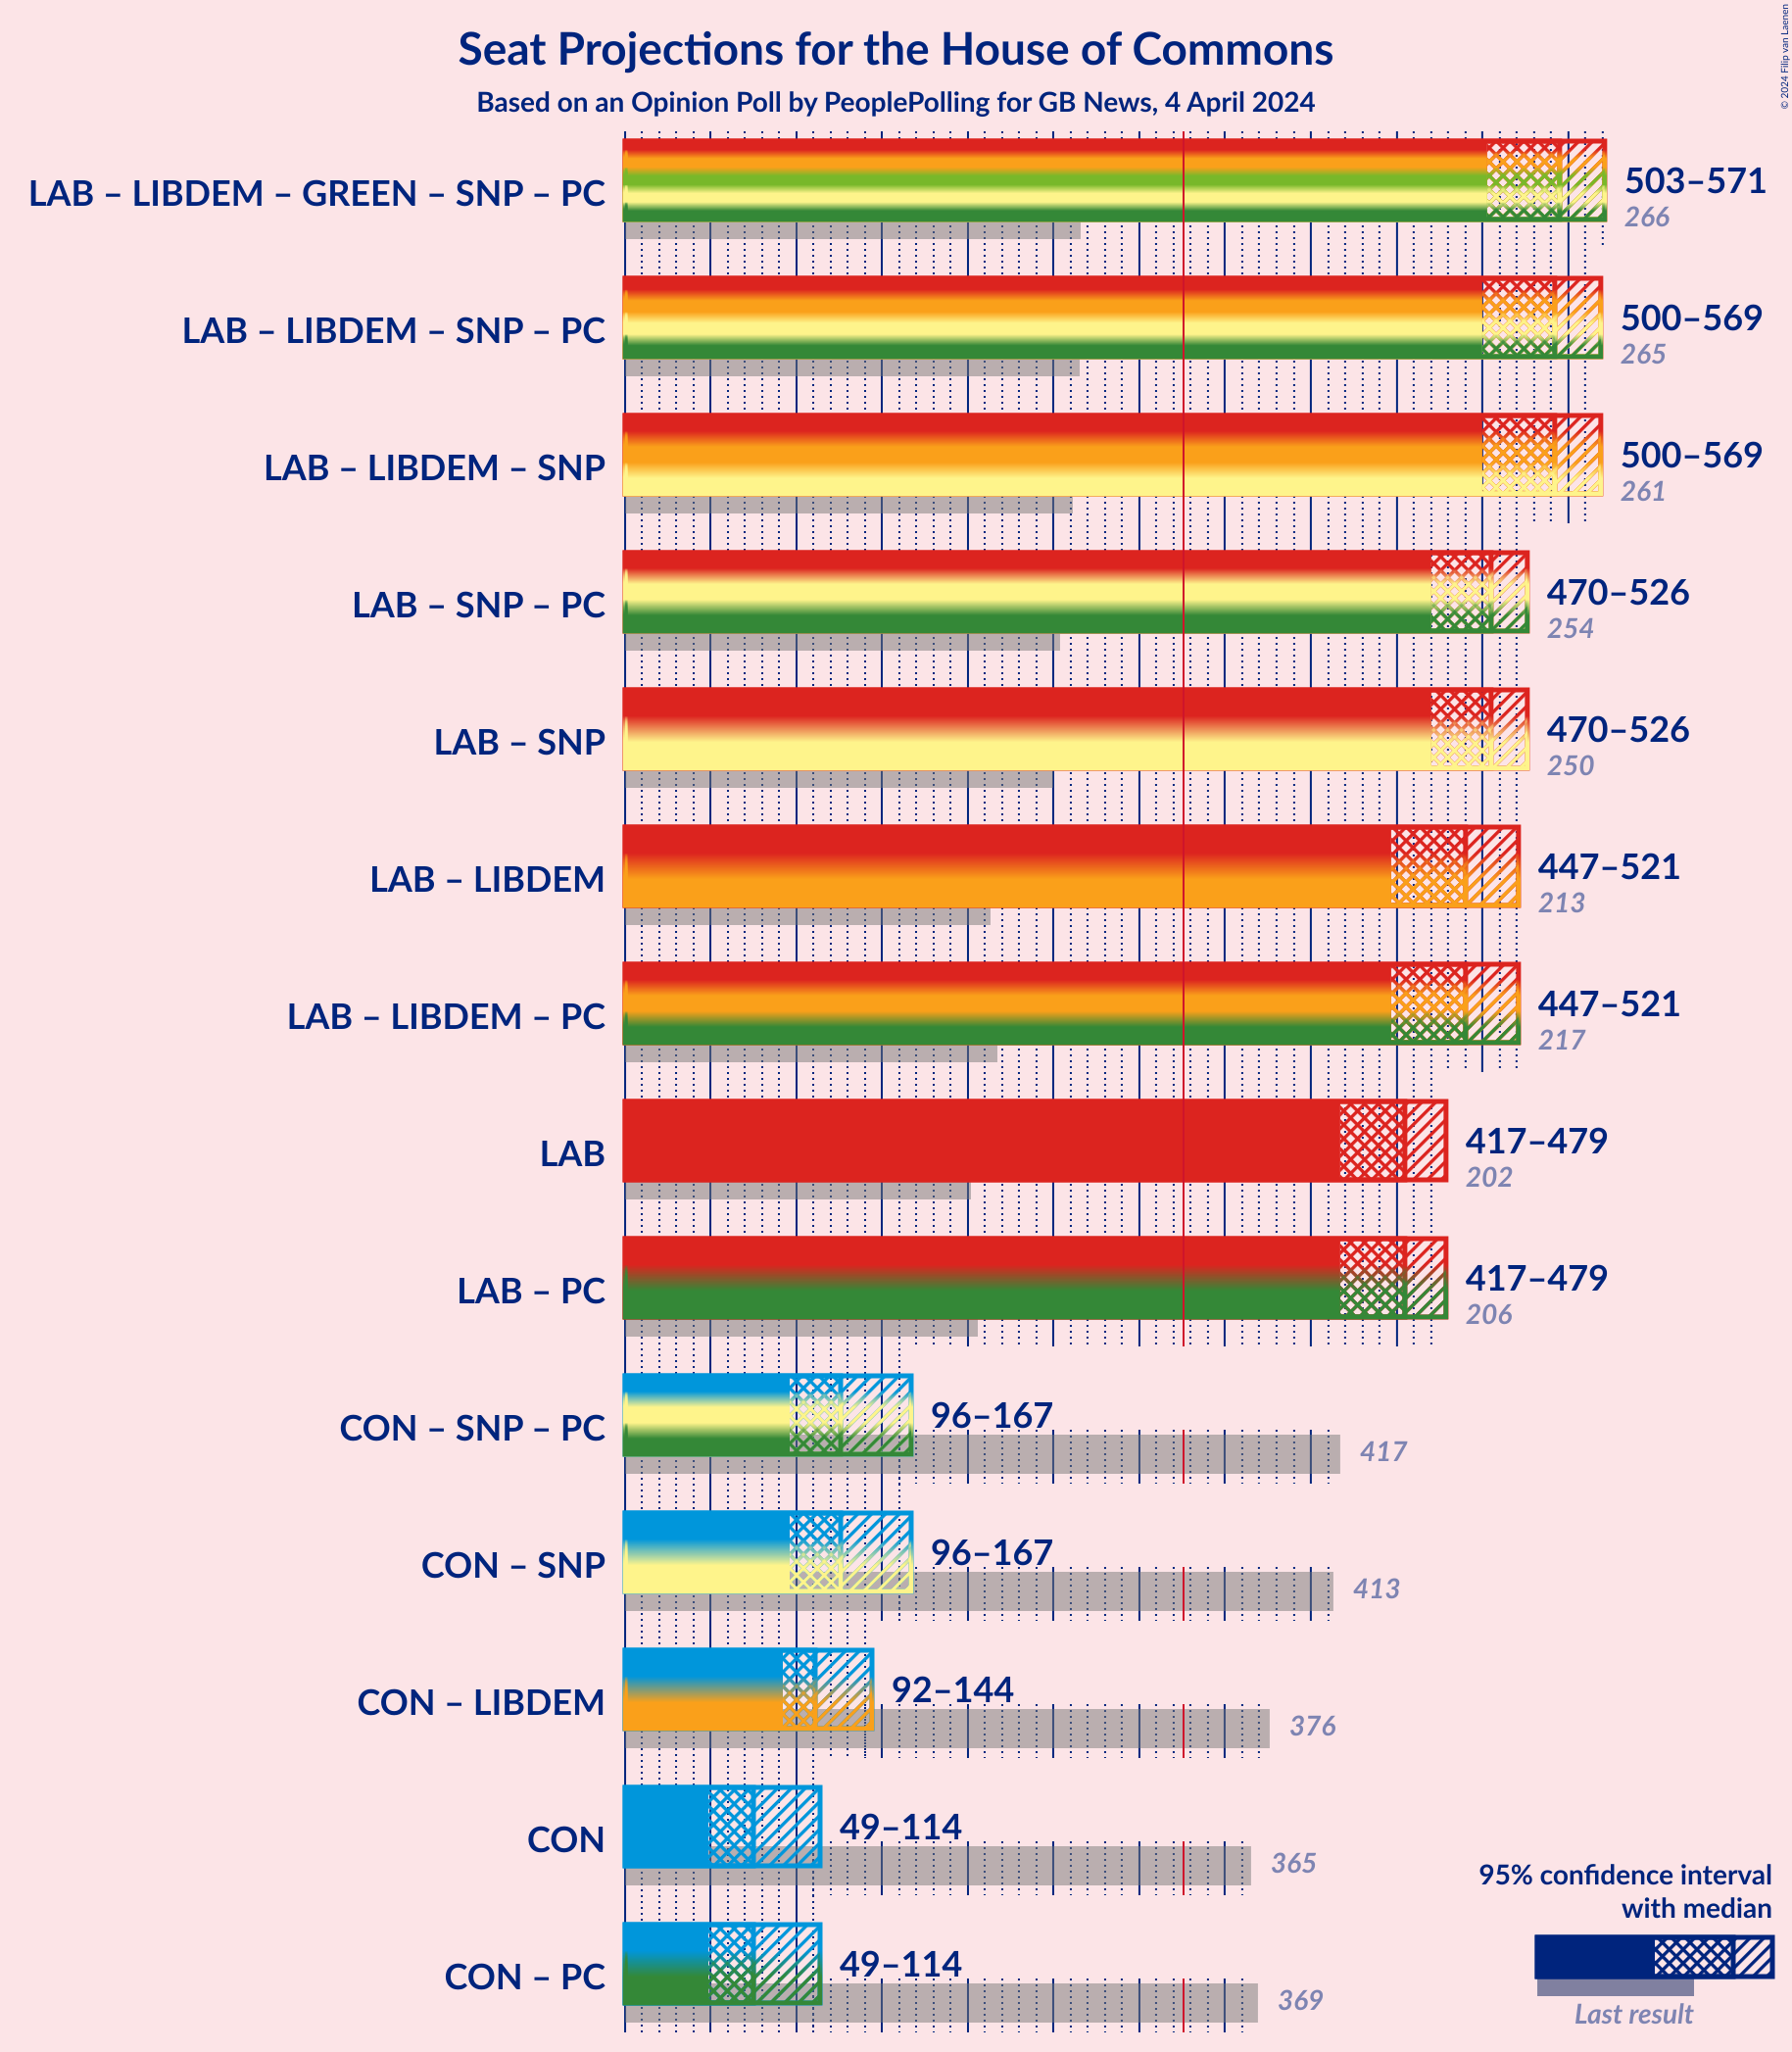 Seat Projections for the House of Commons
Based on an Opinion Poll by PeoplePolling for GB News, 4 April 2024
© 2024 Filip van Laenen
LAB – LIBDEM – GREEN – SNP – PC
503–571
266
LAB – LIBDEM – SNP – PC
500–569
265
LAB – LIBDEM – SNP
500–569
261
LAB – SNP – PC
470–526
254
LAB – SNP
470–526
250
LAB – LIBDEM
447–521
213
LAB – LIBDEM – PC
447–521
217
LAB
417–479
202
LAB – PC
417–479
206
CON – SNP – PC
96–167
417
CON – SNP
96–167
413
CON – LIBDEM
92–144
376
CON
49–114
365
CON – PC
49–114
369
95% confidence interval
with median
Last result